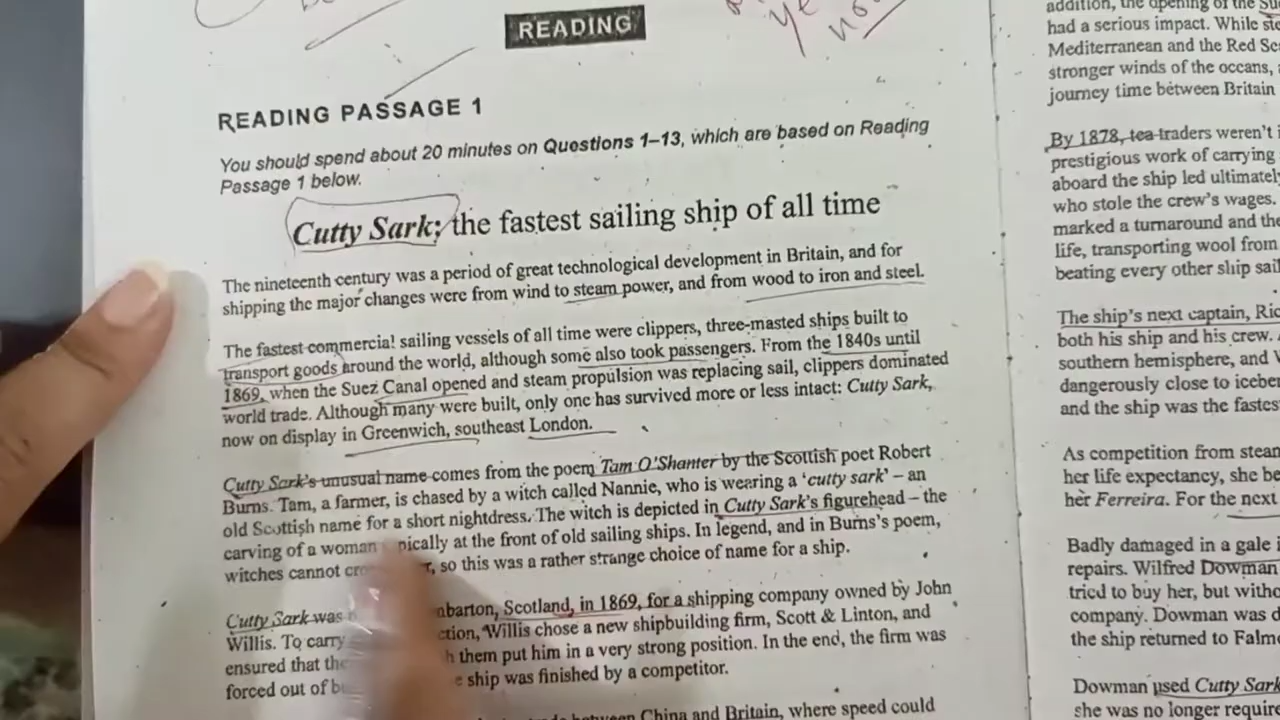 READING
READING PASSAGE 1
You should spend about 20 minutes on Questions 1–13, which are based on Reading
Passage 1 below.
Cutty Sark: the fastest sailing ship of all time
The nineteenth century was a period of great technological development in Britain, and for
shipping the major changes were from wind to steam power, and from wood to iron and steel.
The fastest commercial sailing vessels of all time were clippers, three-masted ships built to
transport goods around the world, although some also took passengers. From the 1840s until
1869, when the Suez Canal opened and steam propulsion was replacing sail, clippers dominated
world trade. Although many were built, only one has survived more or less intact: Cutty Sark,
now on display in Greenwich, southeast London.
Cutty Sark's unusual name comes from the poem Tam O'Shanter by the Scottish poet Robert
Burns. Tam, a farmer, is chased by a witch called Nannie, who is wearing a 'cutty sark' – an
old Scottish name for a short nightdress. The witch is depicted in Cutty Sark's figurehead – the
carving of a woman at the front of old sailing ships. In legend, and in Burns's poem,
witches cannot so this was a rather strange choice of name for a ship.
Cutty Sark was Scotland, in 1869, for a shipping company owned by John
Willis. To carry Willis chose a new shipbuilding firm, Scott & Linton, and
ensured that the them put him in a very strong position. In the end, the firm was
forced out of ship was finished by a competitor.
between China and Britain, where speed could
addition, the opening of the
had a serious impact. While
Mediterranean and the Red
stronger winds of the oceans,
journey time between Britain
By 1878, tea traders weren't
prestigious work of carrying
aboard the ship led ultimately
who stole the crew's wages.
marked a turnaround and the
life, transporting wool from
beating every other ship
The ship's next captain,
both his ship and his crew.
southern hemisphere, and
dangerously close to
and the ship was the
As competition from
her life expectancy, she
her Ferreira. For the next
Badly damaged in a gale
repairs. Wilfred Dowman
tried to buy her, but
company. Dowman was
the ship returned to
Dowman used Cutty Sark
she was no longer